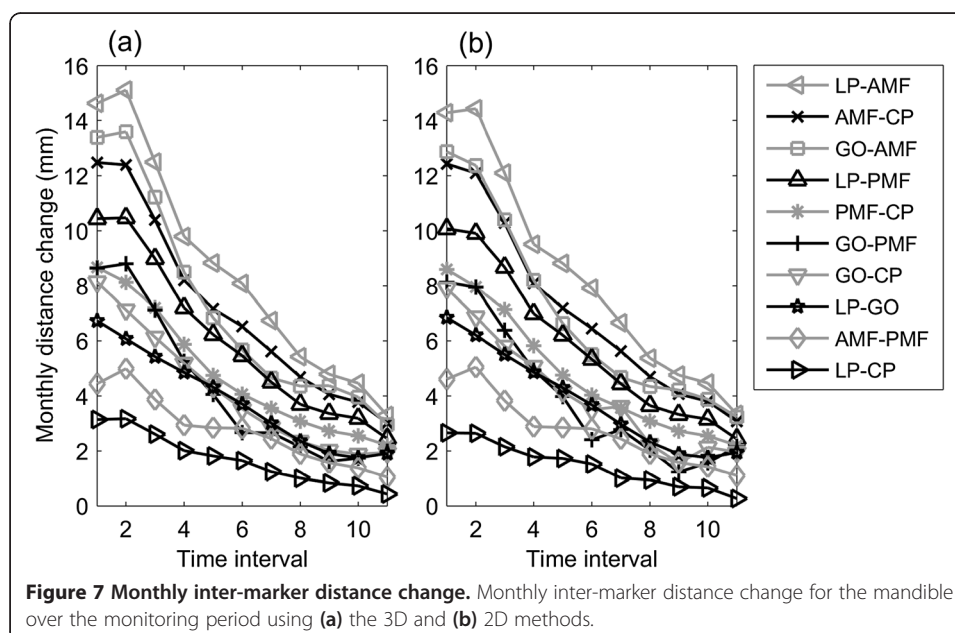 (a)
(b)
16
14
12
10
8
6
4
2
0
Monthly distance change (mm)
2 4 6 8 10
Time interval
16
14
12
10
8
6
4
2
0
2 4 6 8 10
Time interval
LP-AMF
AMF-CP
GO-AMF
LP-PMF
PMF-CP
GO-PMF
GO-CP
LP-GO
AMF-PMF
LP-CP
Figure 7 Monthly inter-marker distance change. Monthly inter-marker distance change for the mandible
over the monitoring period using (a) the 3D and (b) 2D methods.